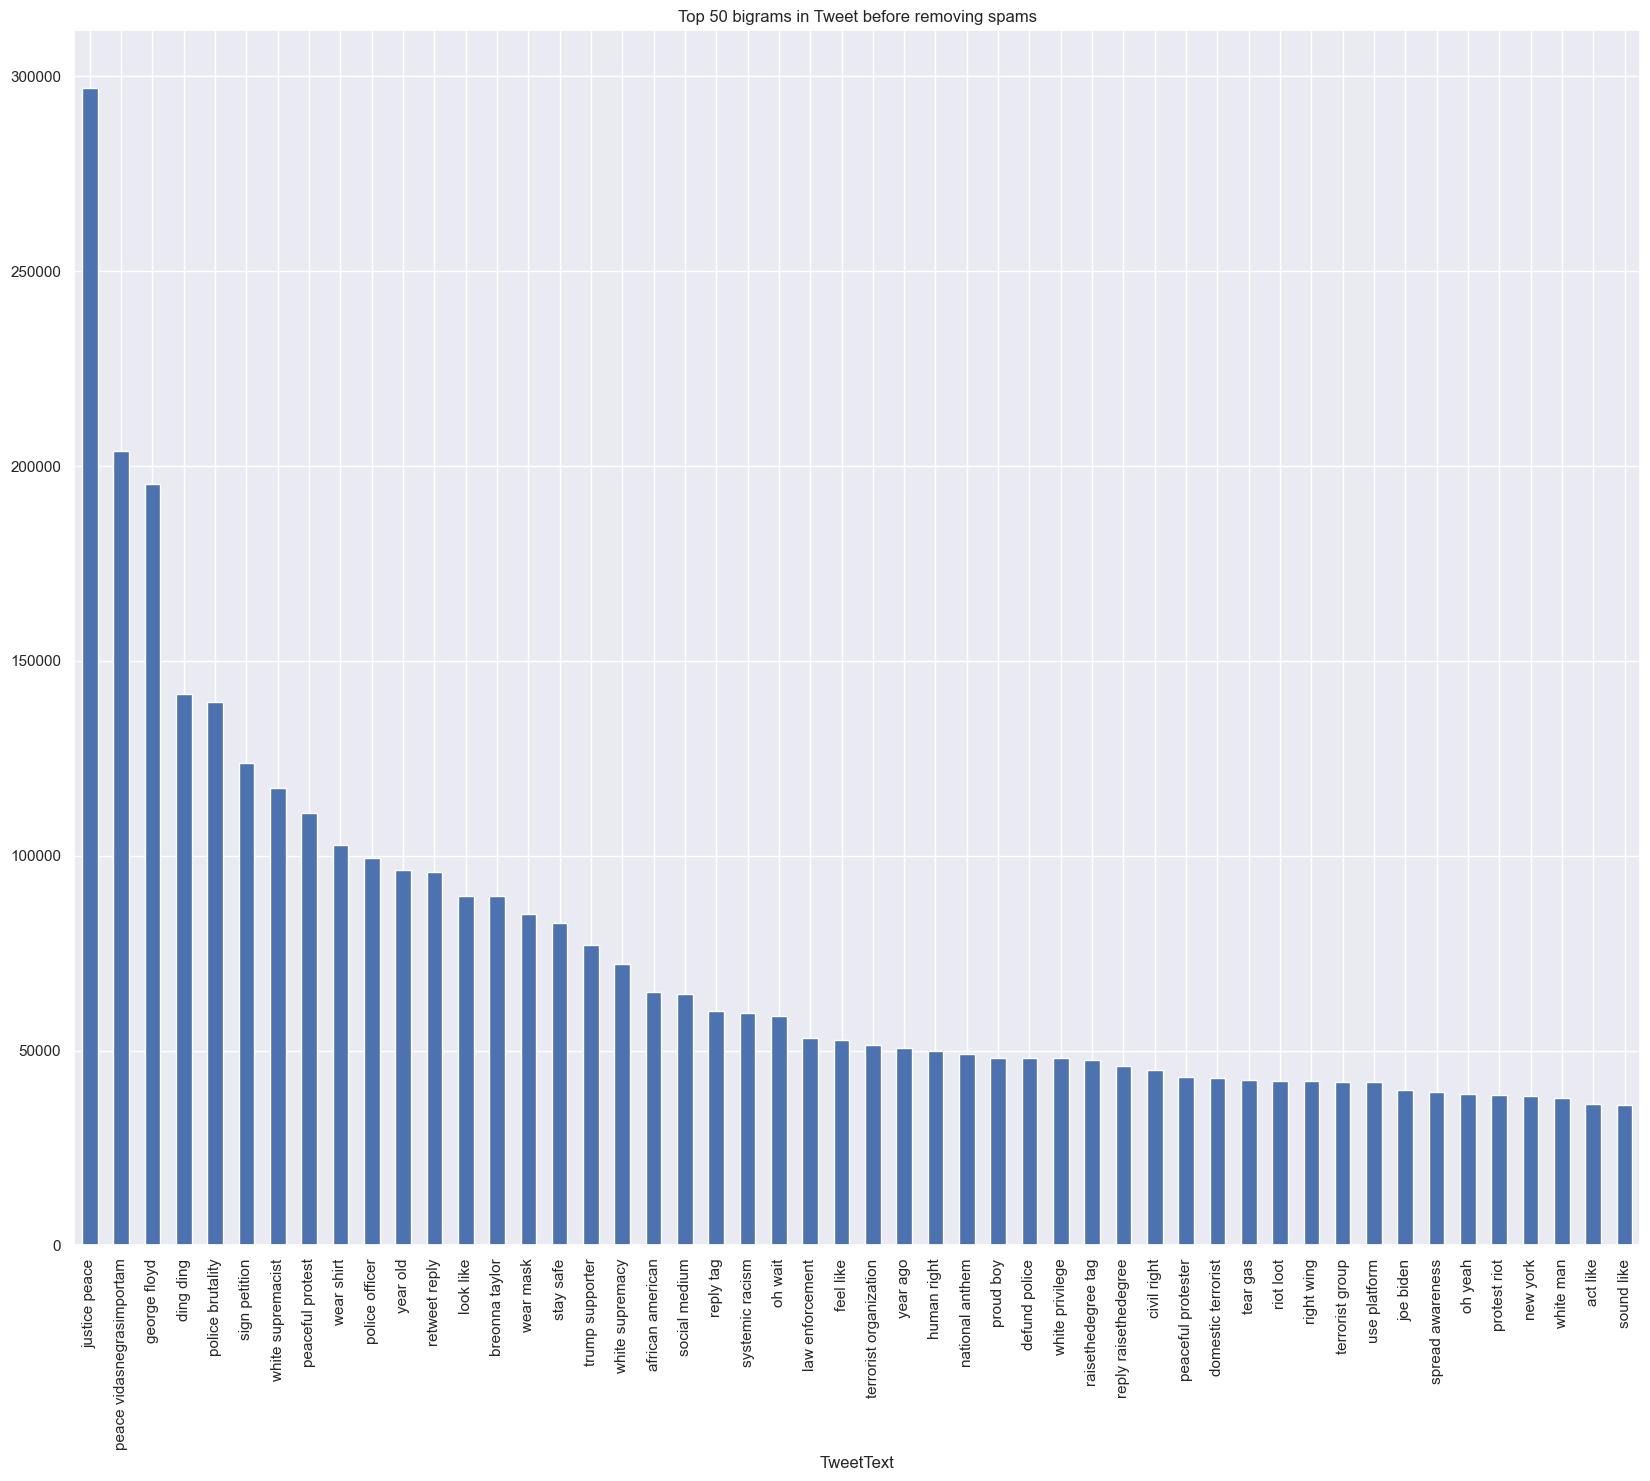 Top 50 bigrams in Tweet before removing spams
300000
250000
200000
150000
100000
50000
0
justice peace
peace vidasnegrasimportam
george floyd
ding ding
police brutality
sign petition
white supremacist
peaceful protest
wear shirt
police officer
year old
retweet reply
look like
breonna taylor
wear mask
stay safe
trump supporter
white supremacy
african american
social medium
reply tag
systemic racism
oh wait
law enforcement
feel like
terrorist organization
year ago
human right
national anthem
proud boy
defund police
white privilege
raisethedegree tag
reply raisethedegree
civil right
peaceful protester
domestic terrorist
tear gas
riot loot
right wing
terrorist group
use platform
joe biden
spread awareness
oh yeah
protest riot
new york
white man
act like
sound like
TweetText